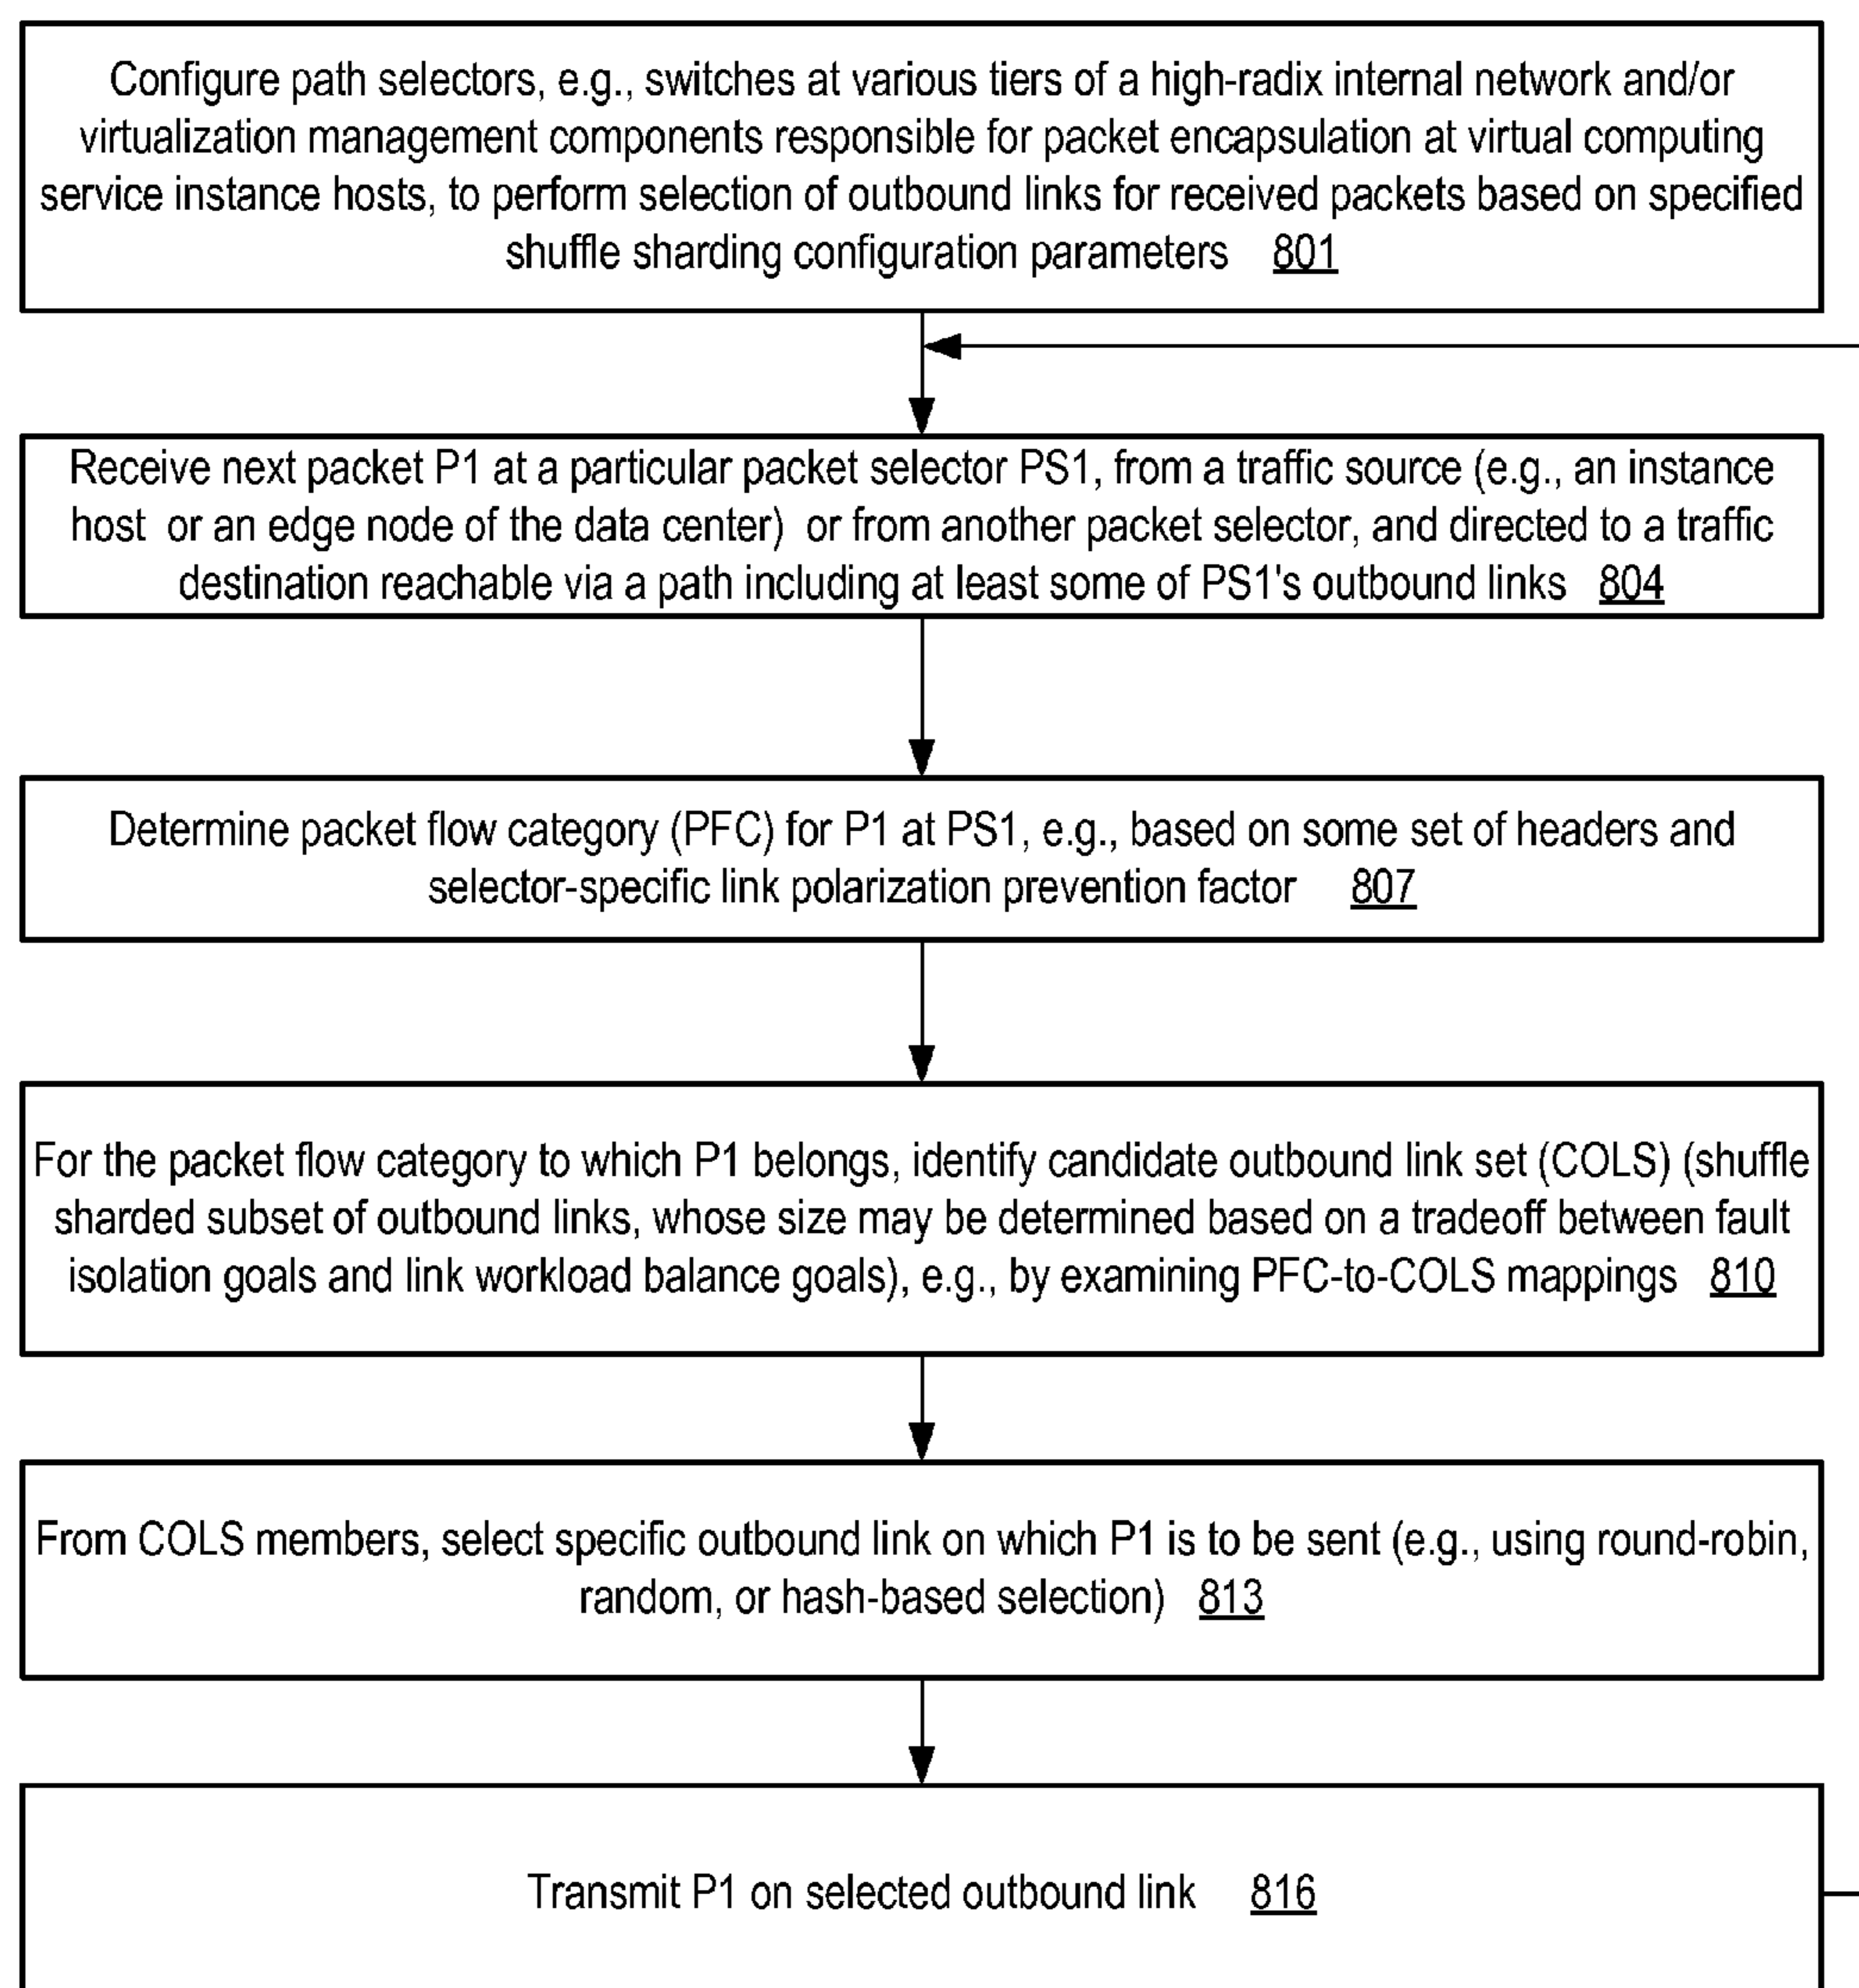 Configure path selectors, e.g., switches at various tiers of a high-radix internal network and/or
virtualization management components responsible for packet encapsulation at virtual computing
service instance hosts, to perform selection of outbound links for received packets based on specified
shuffle sharding configuration parameters 801
Receive next packet P1 at a particular packet selector PS1, from a traffic source (e.g., an instance
host or an edge node of the data center) or from another packet selector, and directed to a traffic
destination reachable via a path including at least some of PS1's outbound links 804
Determine packet flow category (PFC) for P1 at PS1, e.g., based on some set of headers and
selector-specific link polarization prevention factor 807
For the packet flow category to which P1 belongs, identify candidate outbound link set (COLS) (shuffle
sharded subset of outbound links, whose size may be determined based on a tradeoff between fault
isolation goals and link workload balance goals), e.g., by examining PFC-to-COLS mappings 810
From COLS members, select specific outbound link on which P1 is to be sent (e.g., using round-robin,
random, or hash-based selection) 813
Transmit P1 on selected outbound link 816